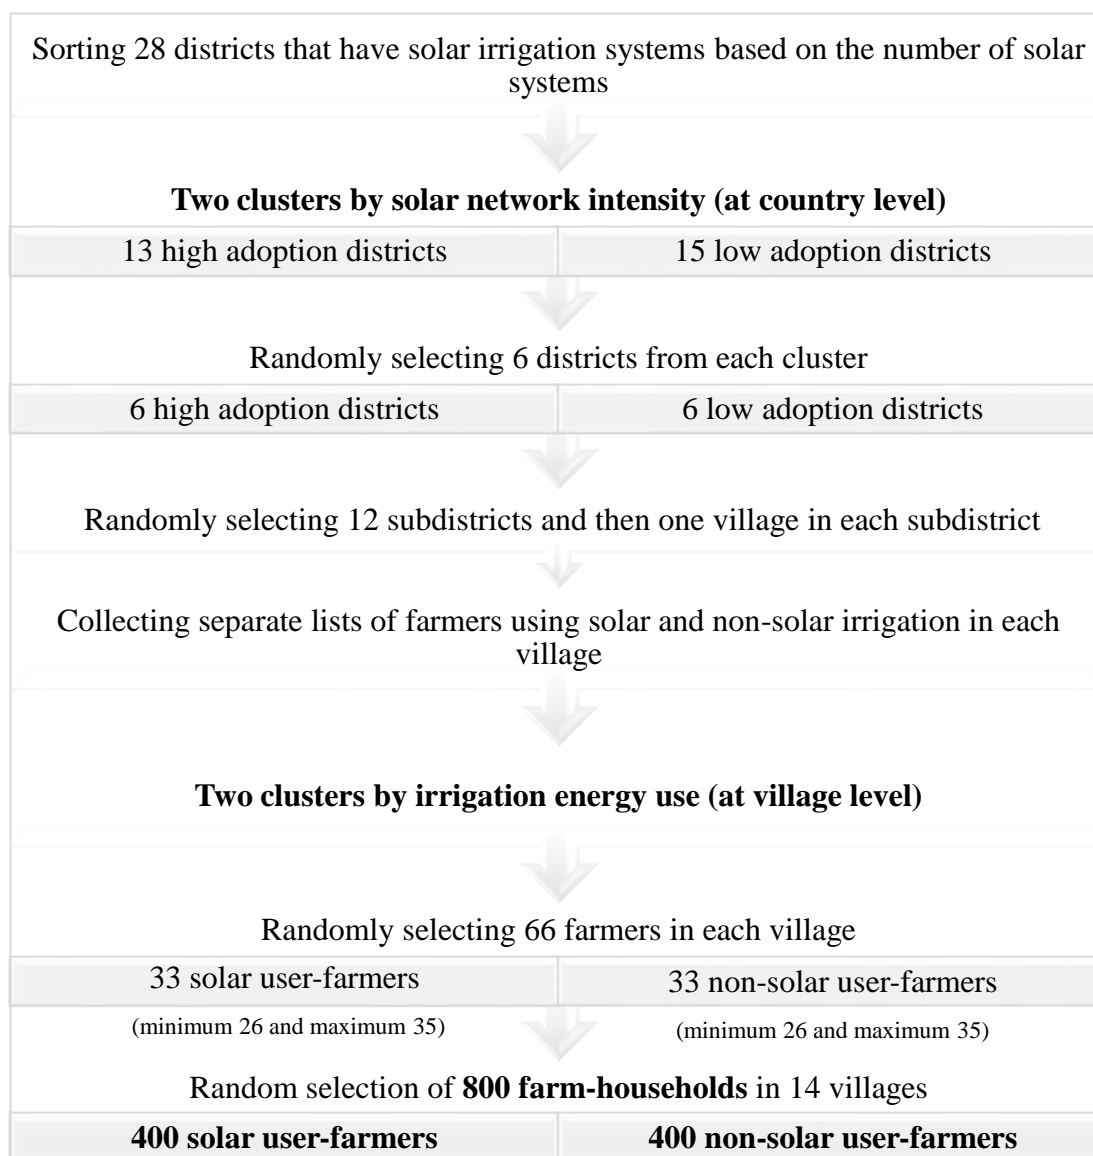 Sorting 28 districts that have solar irrigation systems based on the number of solar
systems
Two clusters by solar network intensity (at country level)
13 high adoption districts
15 low adoption districts
Randomly selecting 6 districts from each cluster
6 high adoption districts
6 low adoption districts
Randomly selecting 12 subdistricts and then one village in each subdistrict
Collecting separate lists of farmers using solar and non-solar irrigation in each
village
Two clusters by irrigation energy use (at village level)
Randomly selecting 66 farmers in each village
33 solar user-farmers
33 non-solar user-farmers
(minimum 26 and maximum 35)
(minimum 26 and maximum 35)
Random selection of 800 farm-households in 14 villages
400 solar user-farmers
400 non-solar user-farmers